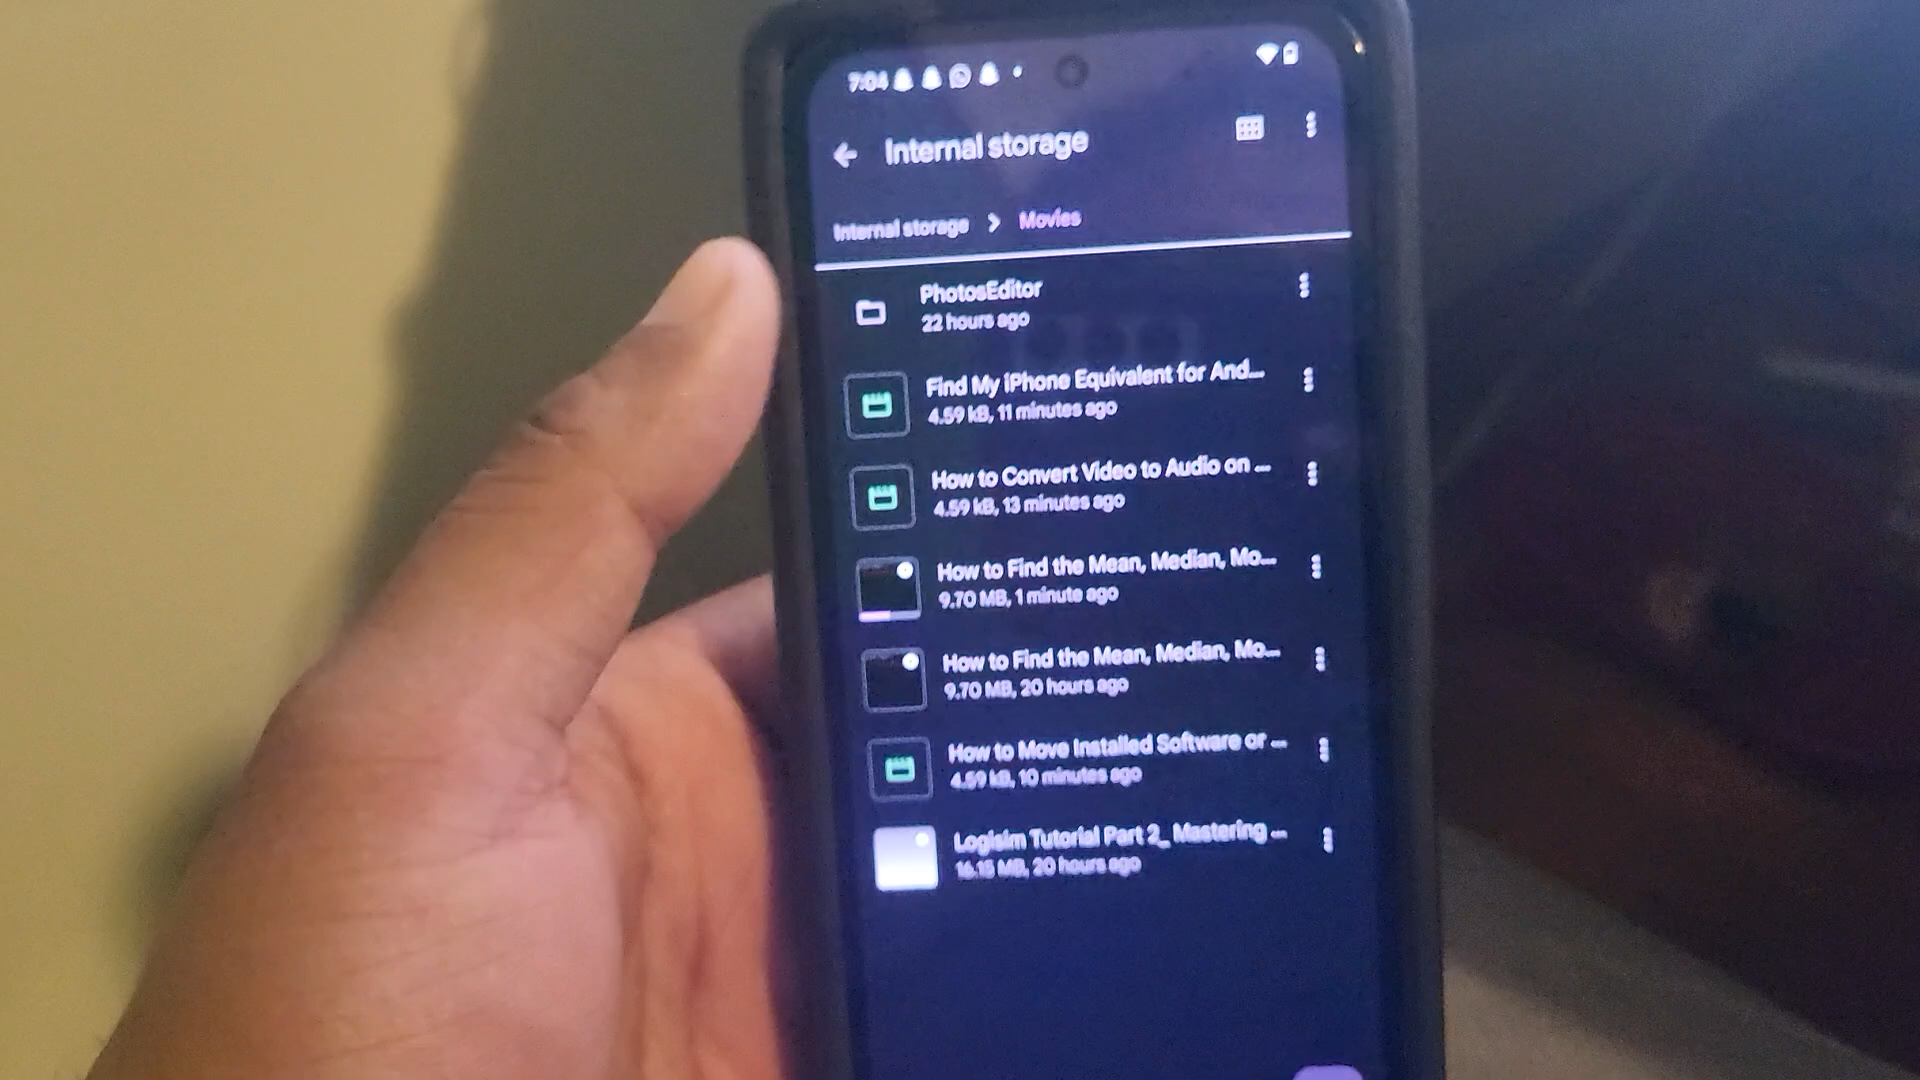 7:04
Internal storage
Internal storage > Movies
PhotosEditor
22 hours ago
Find My iPhone Equivalent for And...
4.59 kB, 11 minutes ago
How to Convert Video to Audio on ...
4.59 kB, 13 minutes ago
How to Find the Mean, Median, Mo...
9.70 MB, 1 minute ago
How to Find the Mean, Median, Mo...
9.70 MB, 20 hours ago
How to Move Installed Software or ...
4.59 kB, 10 minutes ago
Logisim Tutorial Part 2_ Mastering ...
16.15 MB, 20 hours ago